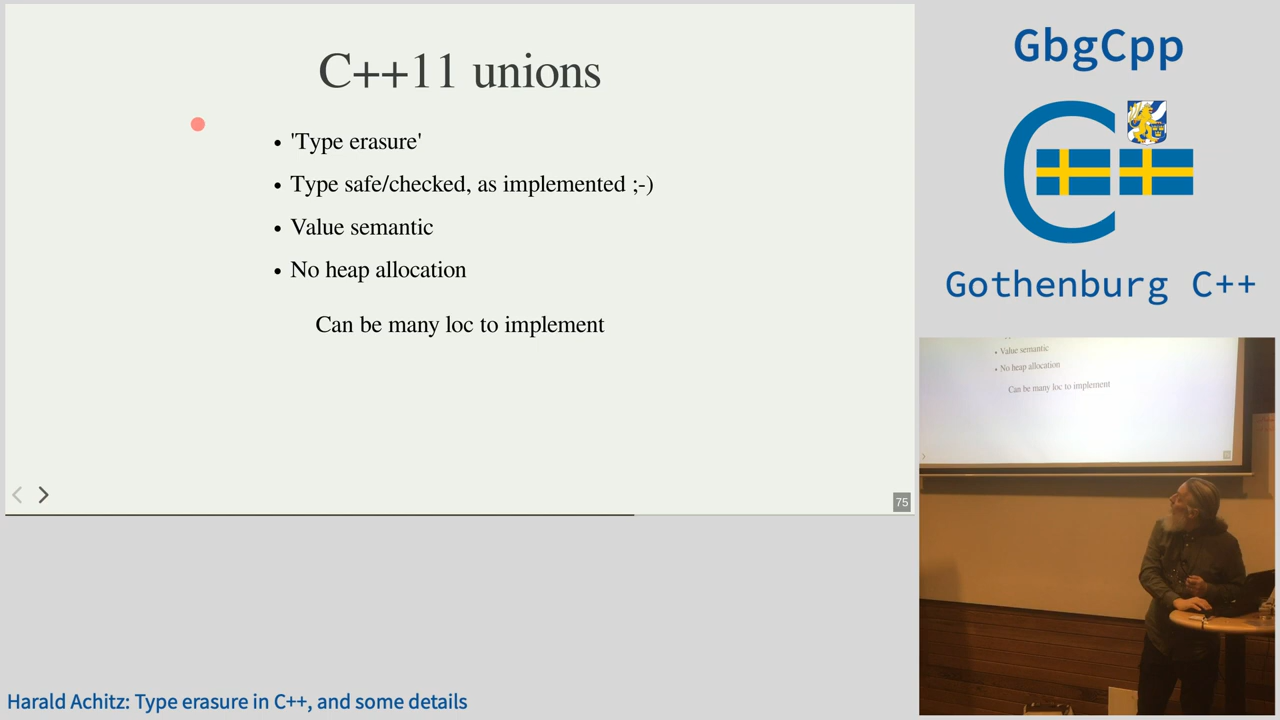 C++11 unions
• 'Type erasure'
• Type safe/checked, as implemented ;-)
• Value semantic
• No heap allocation
Can be many loc to implement
75
GbgCpp
C++
Gothenburg C++
• Value semantic
• No heap allocation
Can be many loc to implement
Harald Achitz: Type erasure in C++, and some details